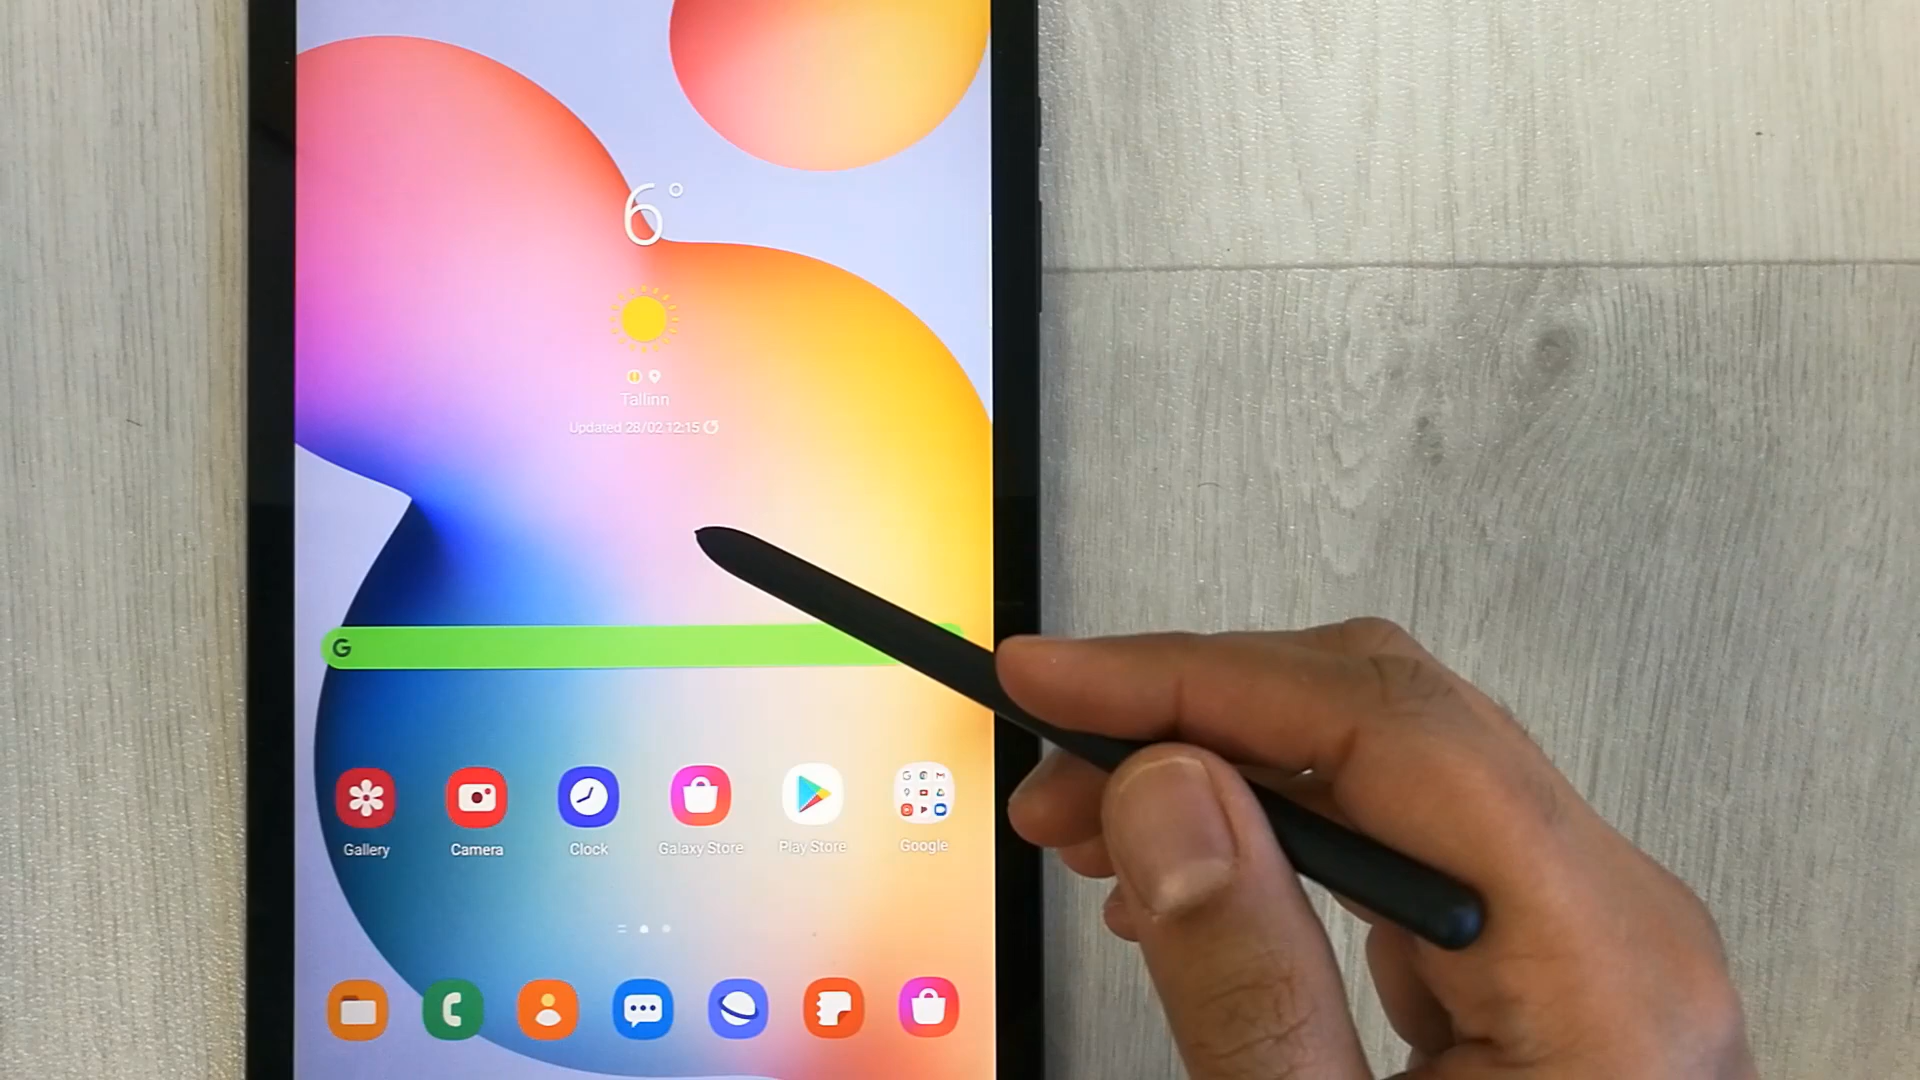 6°
Tallinn
Updated 28/02 12:15
G
Gallery Camera Clock Galaxy Store Play Store Google